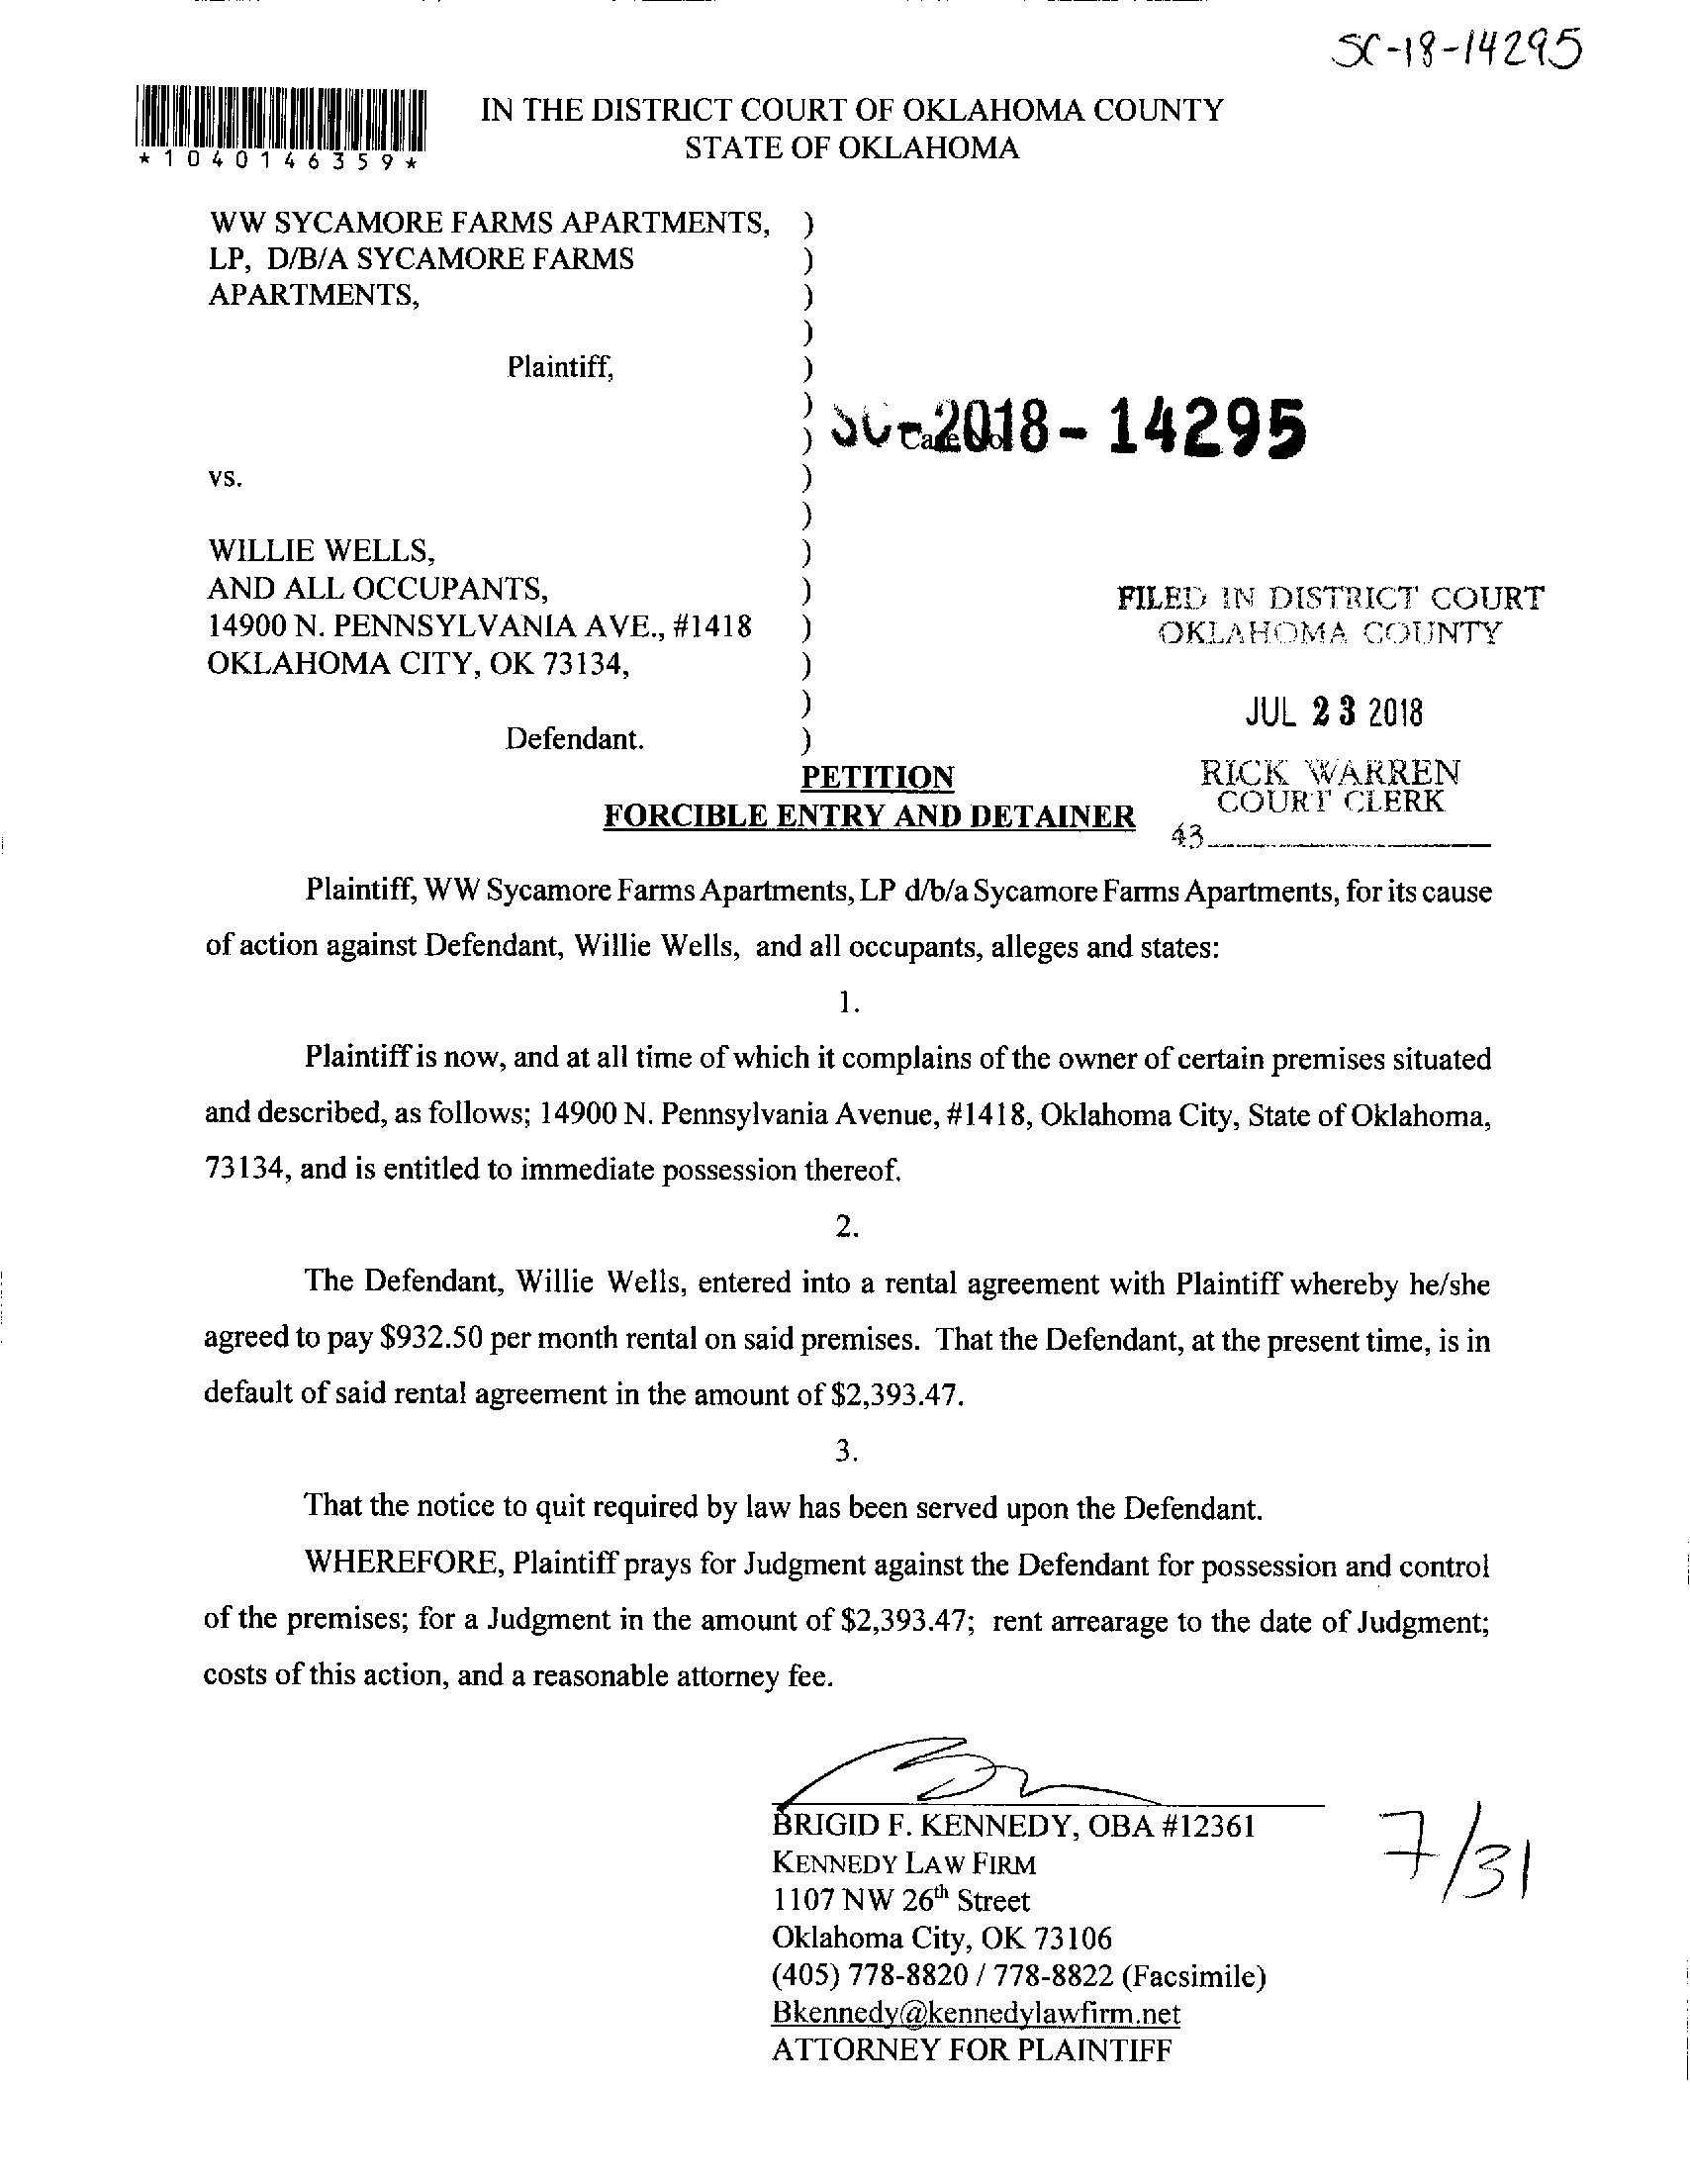 SC-18-14295
*1040146359*
IN THE DISTRICT COURT OF OKLAHOMA COUNTY
STATE OF OKLAHOMA
WW SYCAMORE FARMS APARTMENTS, )
LP, D/B/A SYCAMORE FARMS )
APARTMENTS, )
)
Plaintiff, )
)
) Case No. SC-2018-14295
vs. )
)
WILLIE WELLS, )
AND ALL OCCUPANTS, )
14900 N. PENNSYLVANIA AVE., #1418 )
OKLAHOMA CITY, OK 73134, )
)
Defendant. )
FILED IN DISTRICT COURT
OKLAHOMA COUNTY
JUL 23 2018
RICK WARREN
COURT CLERK
43
PETITION
FORCIBLE ENTRY AND DETAINER
Plaintiff, WW Sycamore Farms Apartments, LP d/b/a Sycamore Farms Apartments, for its cause
of action against Defendant, Willie Wells, and all occupants, alleges and states:
1.
Plaintiff is now, and at all time of which it complains of the owner of certain premises situated
and described, as follows; 14900 N. Pennsylvania Avenue, #1418, Oklahoma City, State of Oklahoma,
73134, and is entitled to immediate possession thereof.
2.
The Defendant, Willie Wells, entered into a rental agreement with Plaintiff whereby he/she
agreed to pay $932.50 per month rental on said premises. That the Defendant, at the present time, is in
default of said rental agreement in the amount of $2,393.47.
3.
That the notice to quit required by law has been served upon the Defendant.
WHEREFORE, Plaintiff prays for Judgment against the Defendant for possession and control
of the premises; for a Judgment in the amount of $2,393.47; rent arrearage to the date of Judgment;
costs of this action, and a reasonable attorney fee.
BRIGID F. KENNEDY, OBA #12361
KENNEDY LAW FIRM
1107 NW 26th Street
Oklahoma City, OK 73106
(405) 778-8820 / 778-8822 (Facsimile)
Bkennedy@kennedylawfirm.net
ATTORNEY FOR PLAINTIFF
7/31